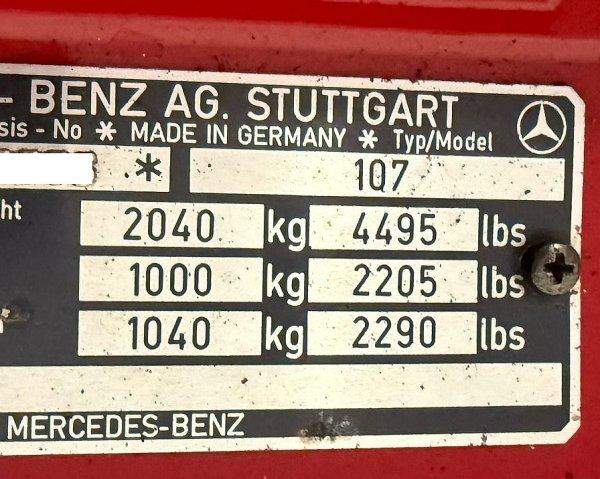 BENZ AG. STUTTGART
sis - No * MADE IN GERMANY * Typ/Model
* 107
ht 2040 kg 4495 lbs
1000 kg 2205 lbs
1040 kg 2290 lbs
MERCEDES-BENZ